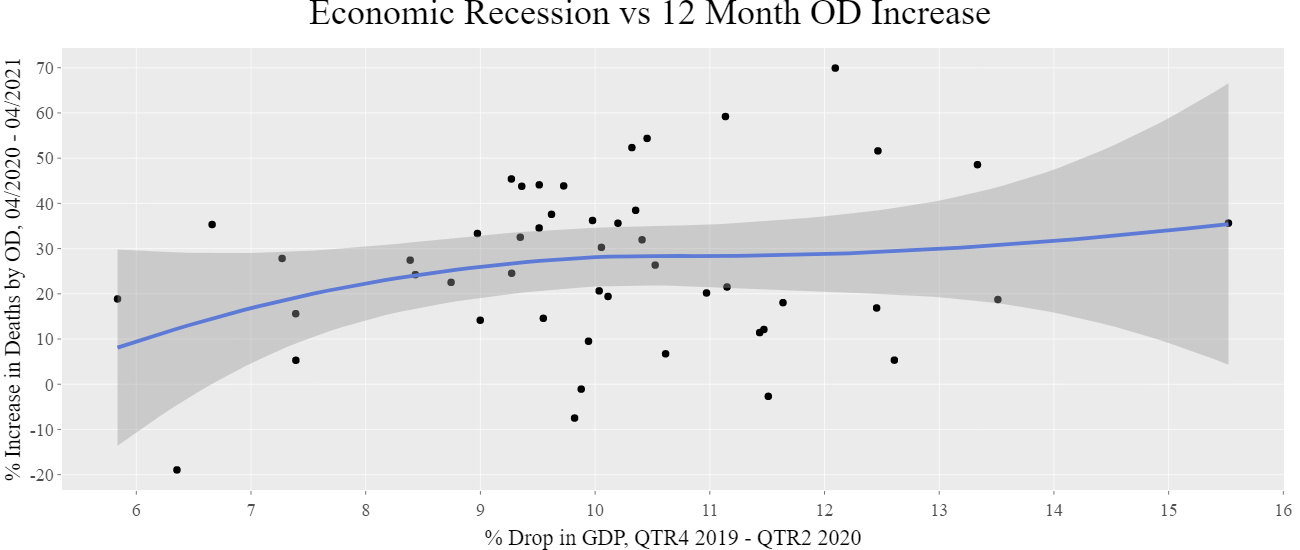 Economic Recession vs 12 Month OD Increase
% Increase in Deaths by OD, 04/2020 - 04/2021
70
60
50
40
30
20
10
0
-10
-20
6 7 8 9 10 11 12 13 14 15 16
% Drop in GDP, QTR4 2019 - QTR2 2020